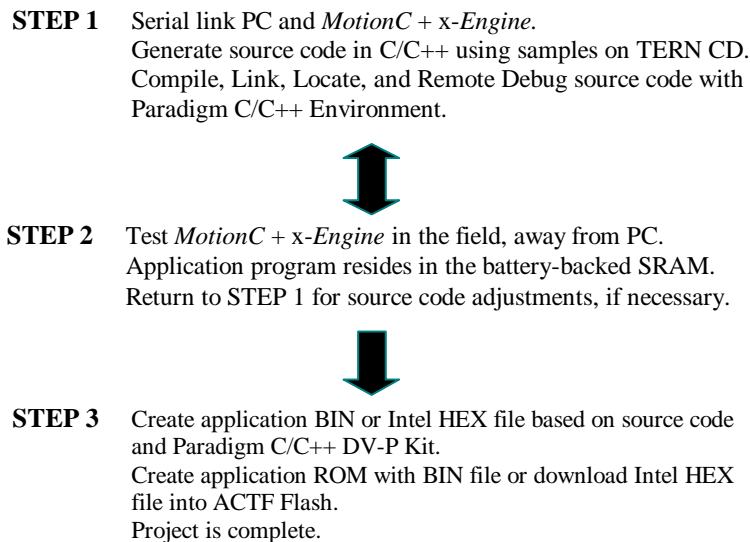 STEP 1 Serial link PC and MotionC + x-Engine.
Generate source code in C/C++ using samples on TERN CD.
Compile, Link, Locate, and Remote Debug source code with
Paradigm C/C++ Environment.
STEP 2 Test MotionC + x-Engine in the field, away from PC.
Application program resides in the battery-backed SRAM.
Return to STEP 1 for source code adjustments, if necessary.
STEP 3 Create application BIN or Intel HEX file based on source code
and Paradigm C/C++ DV-P Kit.
Create application ROM with BIN file or download Intel HEX
file into ACTF Flash.
Project is complete.